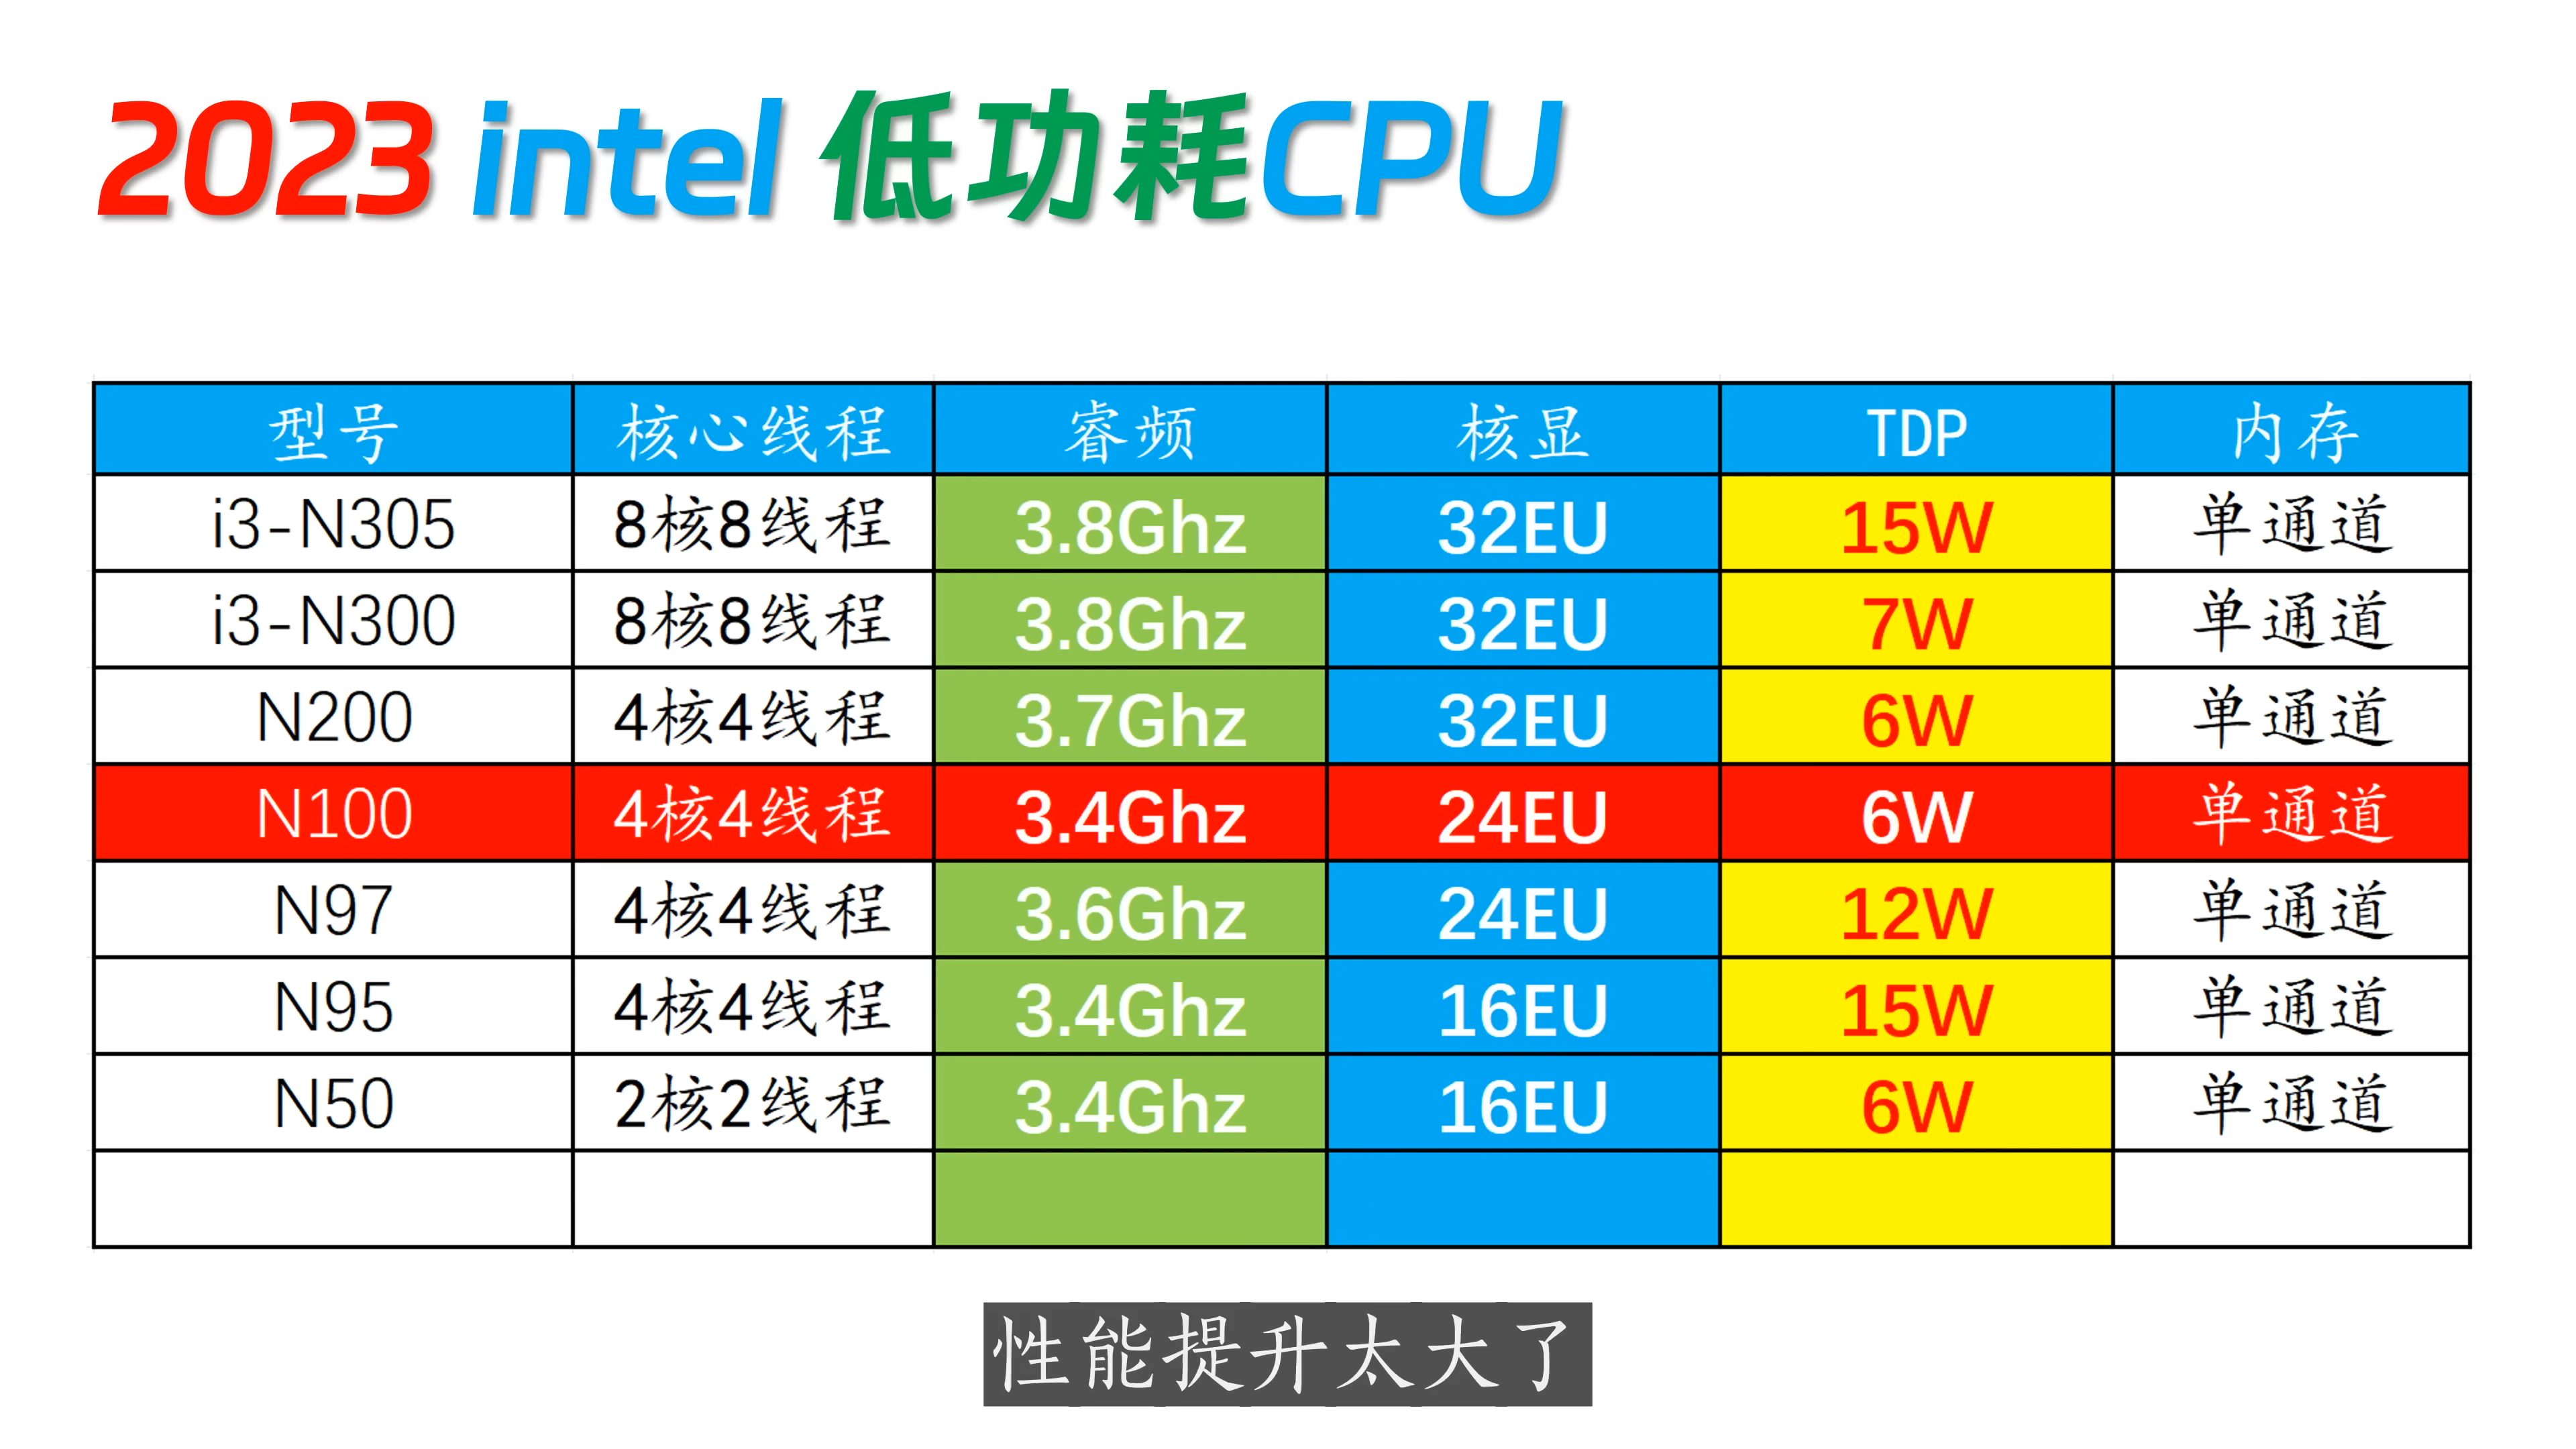 2023 intel 低功耗CPU
型号 核心线程 睿频 核显 TDP 内存
i3-N305 8核8线程 3.8Ghz 32EU 15W 单通道
i3-N300 8核8线程 3.8Ghz 32EU 7W 单通道
N200 4核4线程 3.7Ghz 32EU 6W 单通道
N100 4核4线程 3.4Ghz 24EU 6W 单通道
N97 4核4线程 3.6Ghz 24EU 12W 单通道
N95 4核4线程 3.4Ghz 16EU 15W 单通道
N50 2核2线程 3.4Ghz 16EU 6W 单通道
性能提升太大了